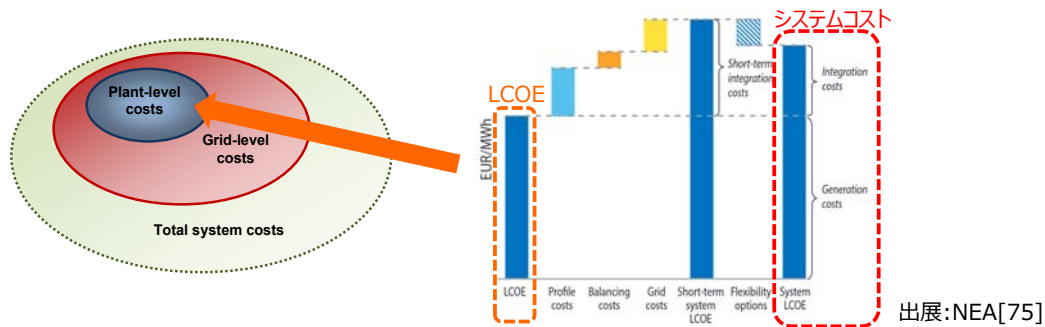 Plant-level
costs
Grid-level
costs
Total system costs
LCOE
システムコスト
EUR/MWh
Short-term
integration
costs
Integration
costs
Generation
costs
LCOE
Profile
costs
Balancing
costs
Grid
costs
Short-term
system
LCOE
Flexibility
options
System
LCOE
出展:NEA[75]